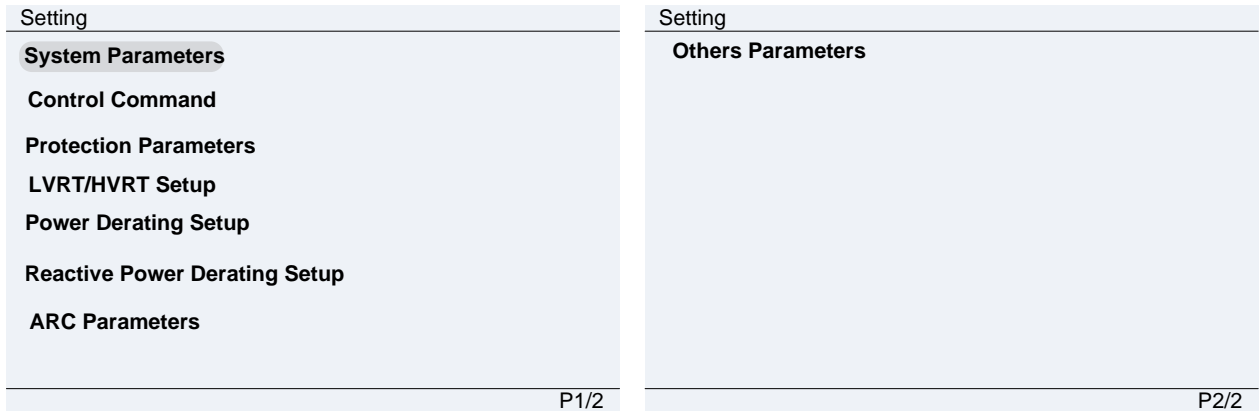 Setting
System Parameters
Control Command
Protection Parameters
LVRT/HVRT Setup
Power Derating Setup
Reactive Power Derating Setup
ARC Parameters
P1/2
Setting
Others Parameters
P2/2